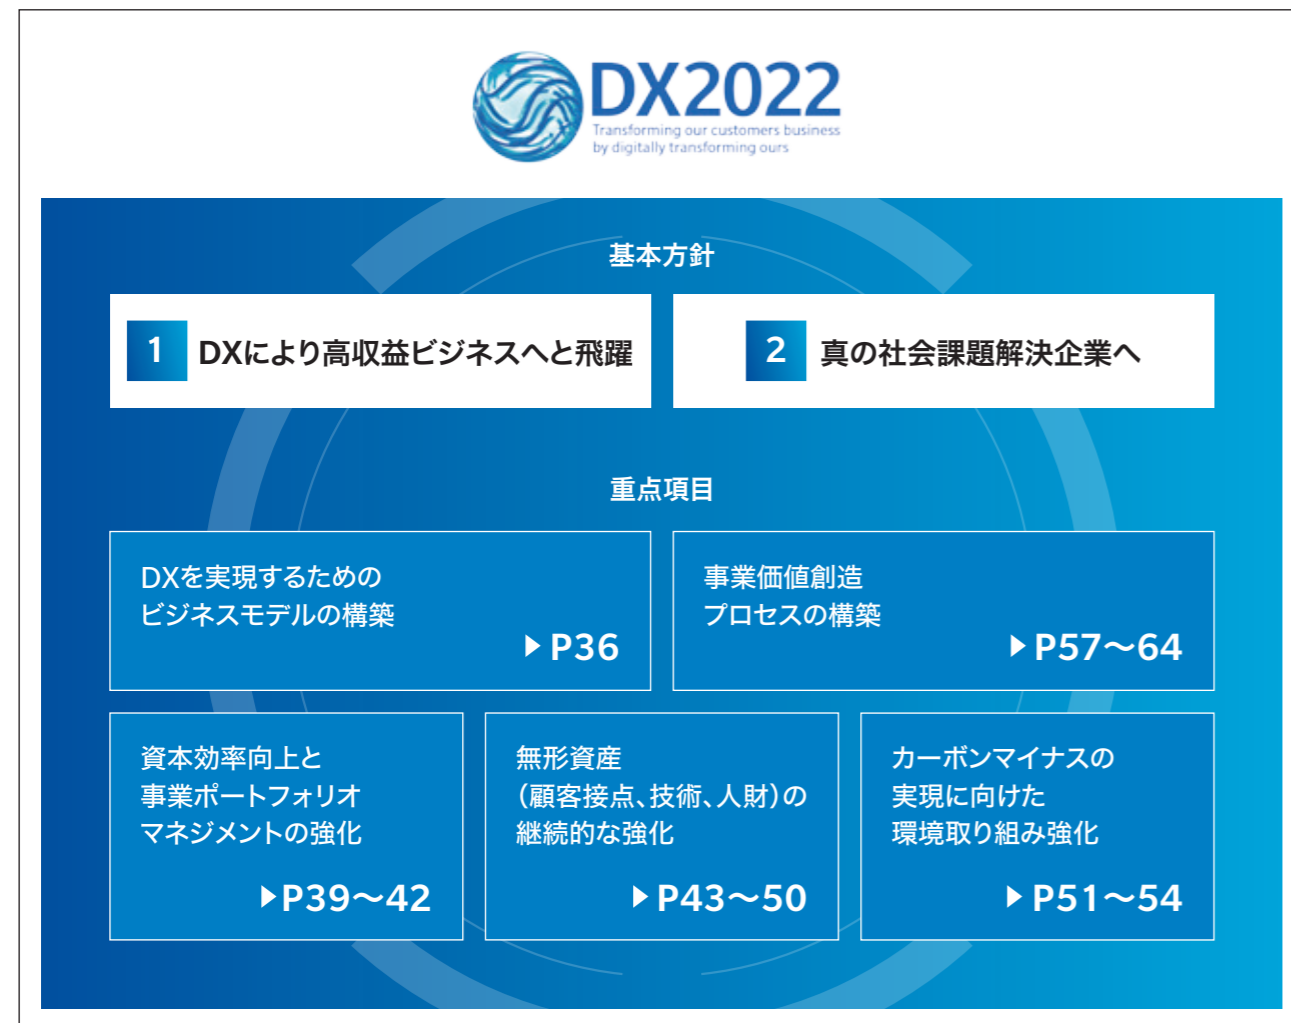 DX2022
Transforming our customers business
by digitally transforming ours
基本方針
1 DXにより高収益ビジネスへと飛躍
2 真の社会課題解決企業へ
重点項目
DXを実現するための
ビジネスモデルの構築
▶P36
事業価値創造
プロセスの構築
▶P57～64
資本効率向上と
事業ポートフォリオ
マネジメントの強化
▶P39～42
無形資産
（顧客接点、技術、人財）の
継続的な強化
▶P43～50
カーボンマイナスの
実現に向けた
環境取り組み強化
▶P51～54